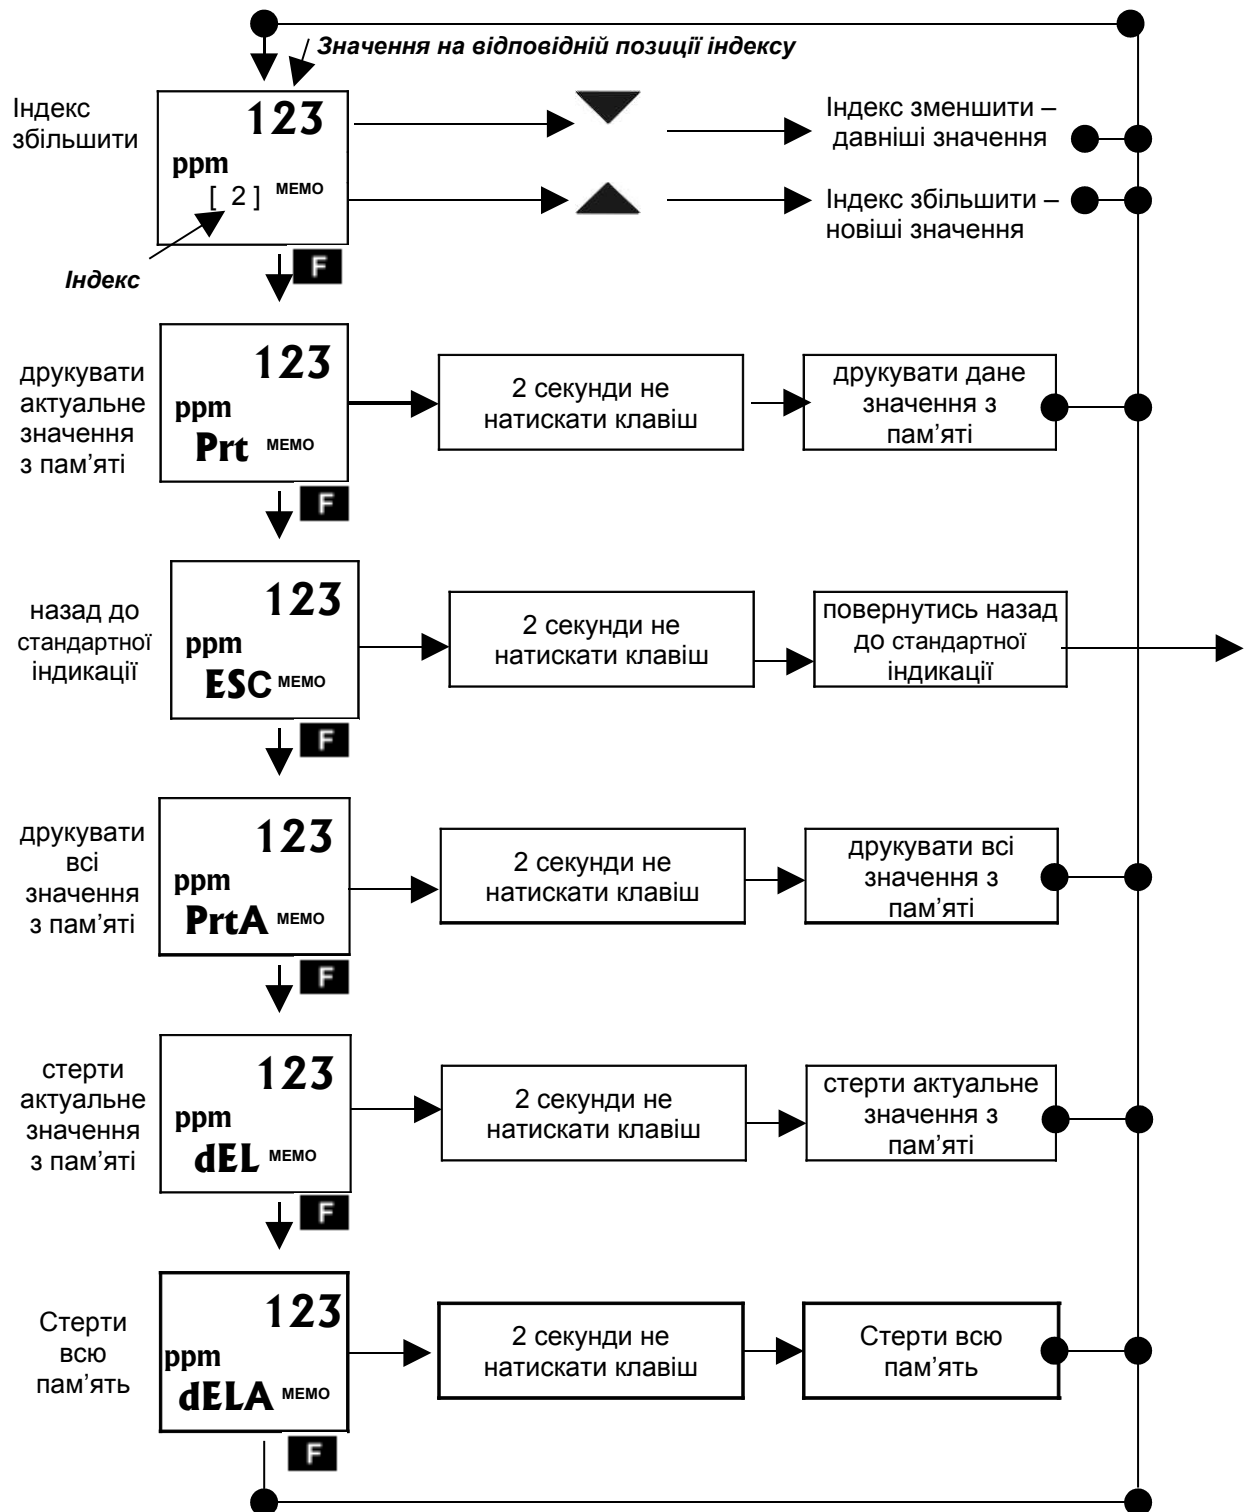 Значення на відповідній позиції індексу
Індекс
збільшити
123
ppm
[ 2 ] MEMO
Індекс зменшити –
давніші значення
Індекс збільшити –
новіші значення
Індекс
F
друкувати
актуальне
значення
з пам’яті
123
ppm
Prt MEMO
2 секунди не
натискати клавіш
друкувати дане
значення з
пам’яті
F
назад до
стандартної
індикації
123
ppm
ESC MEMO
2 секунди не
натискати клавіш
повернутись назад
до стандартної
індикації
F
друкувати
всі
значення
з пам’яті
123
ppm
PrtA MEMO
2 секунди не
натискати клавіш
друкувати всі
значення з
пам’яті
F
стерти
актуальне
значення
з пам’яті
123
ppm
dEL MEMO
2 секунди не
натискати клавіш
стерти актуальне
значення з
пам’яті
F
Стерти
всю
пам’ять
123
ppm
dELA MEMO
2 секунди не
натискати клавіш
Стерти всю
пам’ять
F